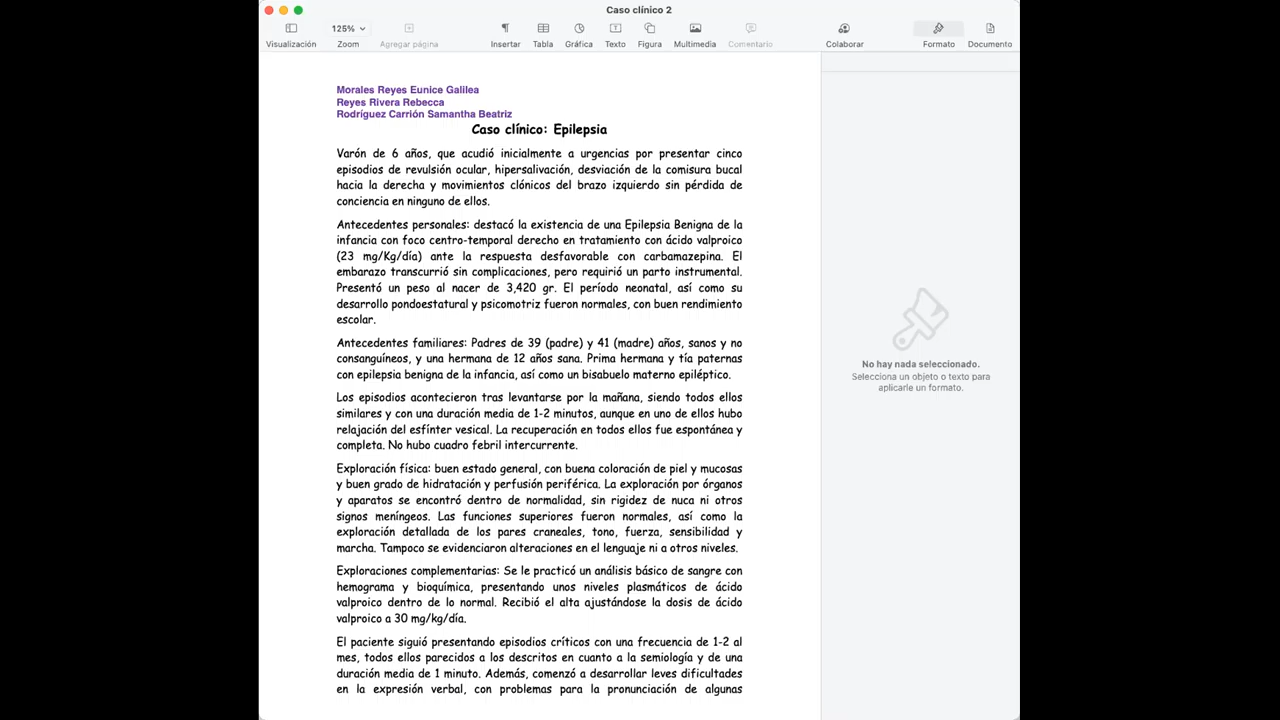 Caso clínico 2
125%
Visualización
Zoom
Agregar página
Insertar
Tabla
Gráfica
Texto
Figura
Multimedia
Comentario
Colaborar
Formato
Documento
Morales Reyes Eunice Galilea
Reyes Rivera Rebecca
Rodríguez Carrión Samantha Beatriz
Caso clínico: Epilepsia
Varón de 6 años, que acudió inicialmente a urgencias por presentar cinco
episodios de revulsión ocular, hipersalivación, desviación de la comisura bucal
hacia la derecha y movimientos clónicos del brazo izquierdo sin pérdida de
conciencia en ninguno de ellos.
Antecedentes personales: destacó la existencia de una Epilepsia Benigna de la
infancia con foco centro-temporal derecho en tratamiento con ácido valproico
(23 mg/Kg/día) ante la respuesta desfavorable con carbamazepina. El
embarazo transcurrió sin complicaciones, pero requirió un parto instrumental.
Presentó un peso al nacer de 3,420 gr. El período neonatal, así como su
desarrollo pondoestatural y psicomotriz fueron normales, con buen rendimiento
escolar.
Antecedentes familiares: Padres de 39 (padre) y 41 (madre) años, sanos y no
consanguíneos, y una hermana de 12 años sana. Prima hermana y tía paternas
con epilepsia benigna de la infancia, así como un bisabuelo materno epiléptico.
Los episodios acontecieron tras levantarse por la mañana, siendo todos ellos
similares y con una duración media de 1-2 minutos, aunque en uno de ellos hubo
relajación del esfínter vesical. La recuperación en todos ellos fue espontánea y
completa. No hubo cuadro febril intercurrente.
Exploración física: buen estado general, con buena coloración de piel y mucosas
y buen grado de hidratación y perfusión periférica. La exploración por órganos
y aparatos se encontró dentro de normalidad, sin rigidez de nuca ni otros
signos meníngeos. Las funciones superiores fueron normales, así como la
exploración detallada de los pares craneales, tono, fuerza, sensibilidad y
marcha. Tampoco se evidenciaron alteraciones en el lenguaje ni a otros niveles.
Exploraciones complementarias: Se le practicó un análisis básico de sangre con
hemograma y bioquímica, presentando unos niveles plasmáticos de ácido
valproico dentro de lo normal. Recibió el alta ajustándose la dosis de ácido
valproico a 30 mg/kg/día.
El paciente siguió presentando episodios críticos con una frecuencia de 1-2 al
mes, todos ellos parecidos a los descritos en cuanto a la semiología y de una
duración media de 1 minuto. Además, comenzó a desarrollar leves dificultades
en la expresión verbal, con problemas para la pronunciación de algunas
No hay nada seleccionado.
Selecciona un objeto o texto para
aplicarle un formato.